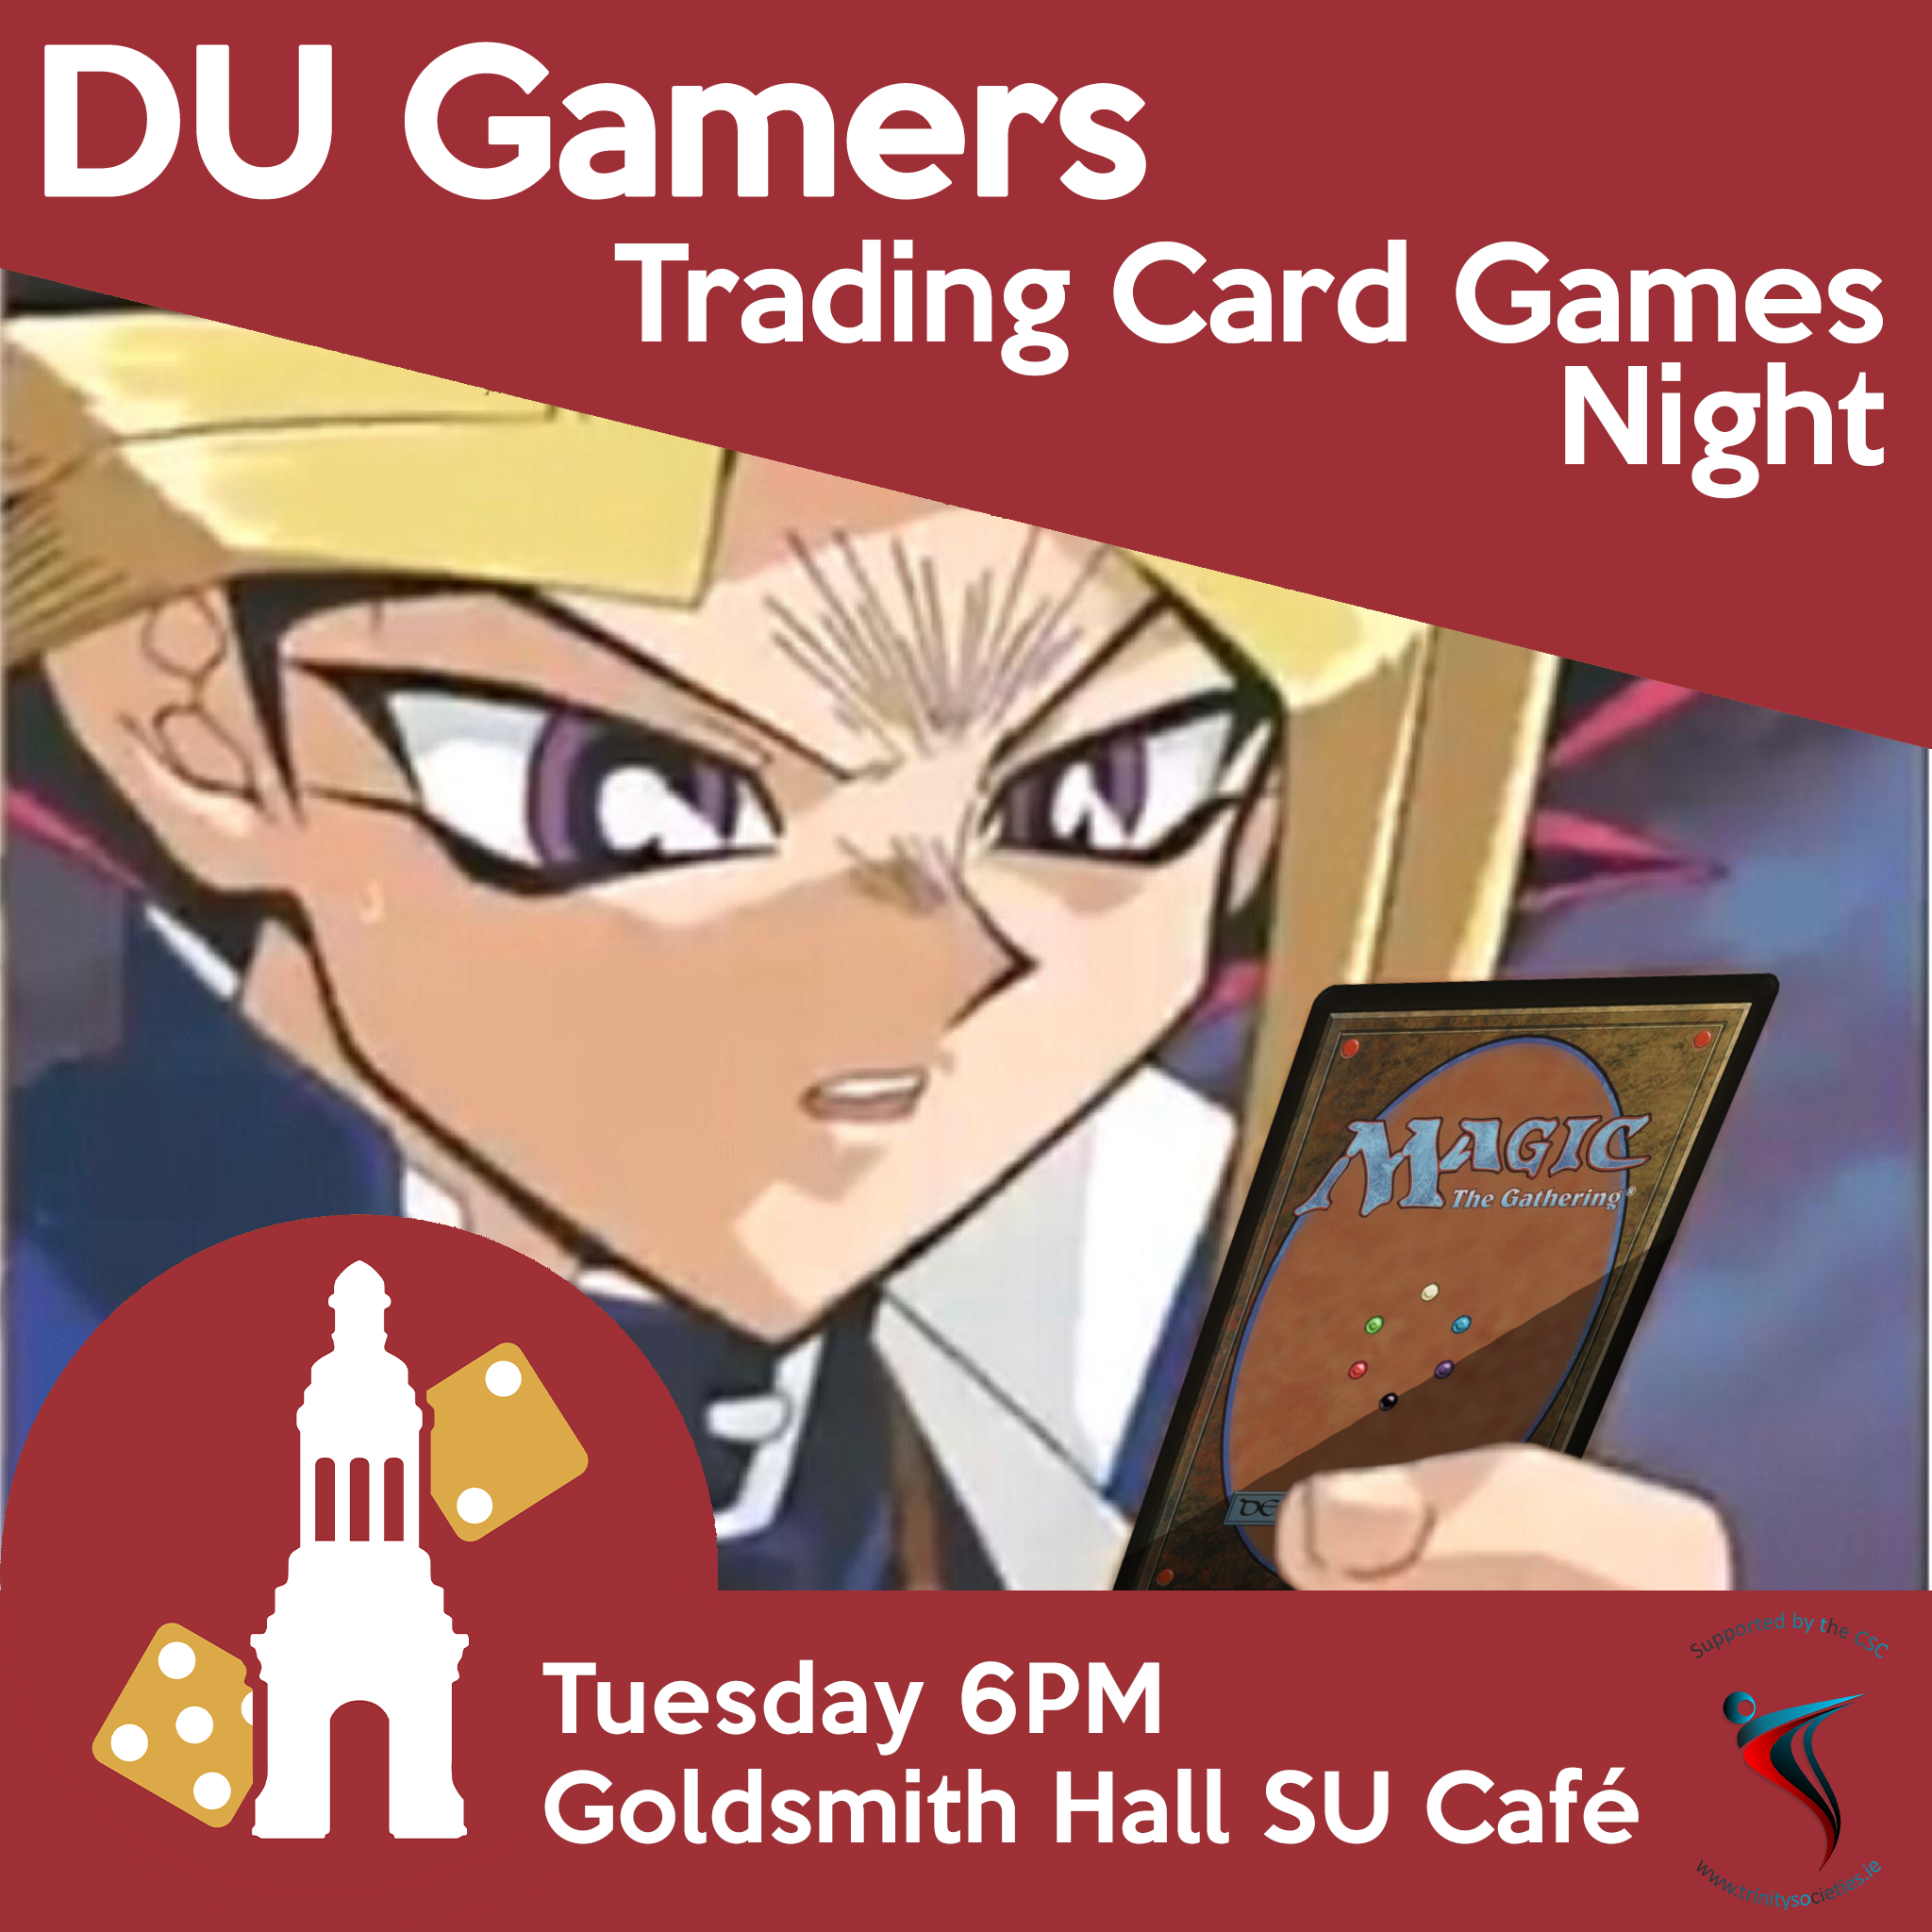 DU Gamers
Trading Card Games
Night
MAGIC
The Gathering®
DE
Tuesday 6PM
Goldsmith Hall SU Café
Supported by the CSC
www.trinitysocieties.ie